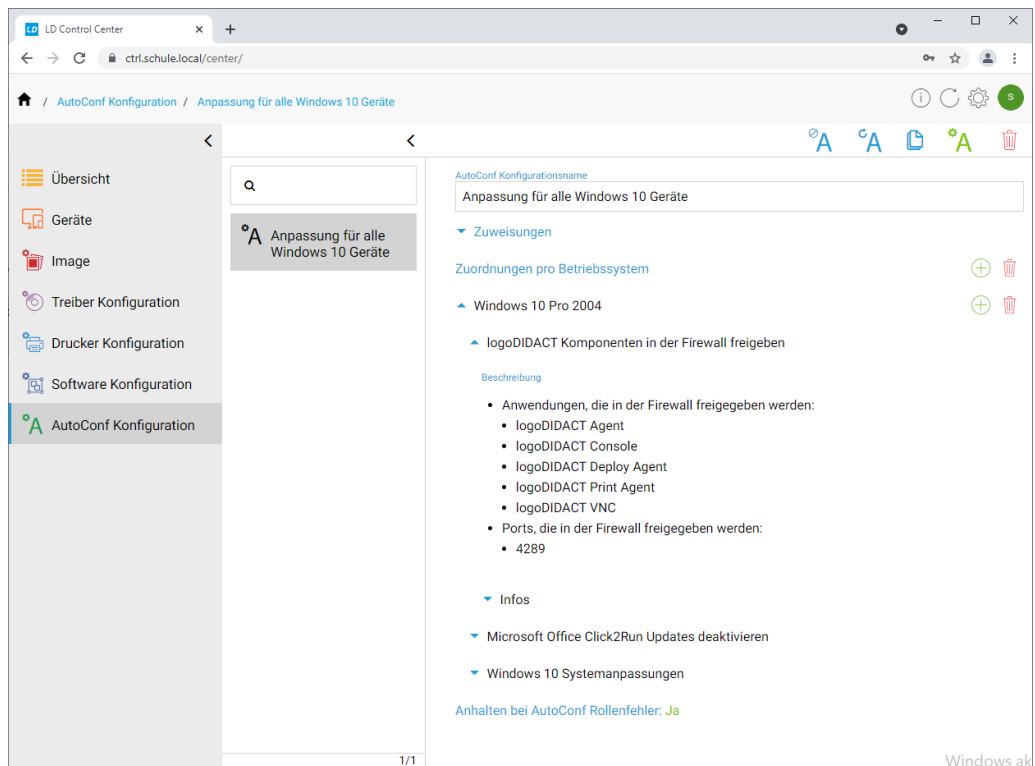 LD LD Control Center
ctrl.schule.local/center/
/ AutoConf Konfiguration / Anpassung für alle Windows 10 Geräte
S
Übersicht
Geräte
Image
Treiber Konfiguration
Drucker Konfiguration
Software Konfiguration
A AutoConf Konfiguration
A Anpassung für alle
Windows 10 Geräte
1/1
A A A
AutoConf Konfigurationsname
Anpassung für alle Windows 10 Geräte
Zuweisungen
Zuordnungen pro Betriebssystem
Windows 10 Pro 2004
logoDIDACT Komponenten in der Firewall freigeben
Beschreibung
• Anwendungen, die in der Firewall freigegeben werden:
• logoDIDACT Agent
• logoDIDACT Console
• logoDIDACT Deploy Agent
• logoDIDACT Print Agent
• logoDIDACT VNC
• Ports, die in der Firewall freigegeben werden:
• 4289
Infos
Microsoft Office Click2Run Updates deaktivieren
Windows 10 Systemanpassungen
Anhalten bei AutoConf Rollenfehler: Ja
Windows ak